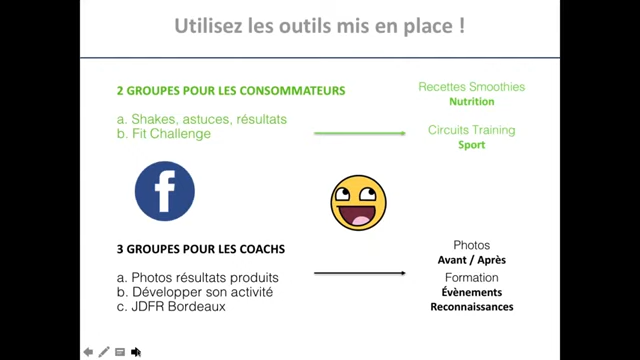 Utilisez les outils mis en place !
2 GROUPES POUR LES CONSOMMATEURS
a. Shakes, astuces, résultats
b. Fit Challenge
Recettes Smoothies
Nutrition
Circuits Training
Sport
f
3 GROUPES POUR LES COACHS
a. Photos résultats produits
b. Développer son activité
c. JDFR Bordeaux
Photos
Avant / Après
Formation
Évènements
Reconnaissances